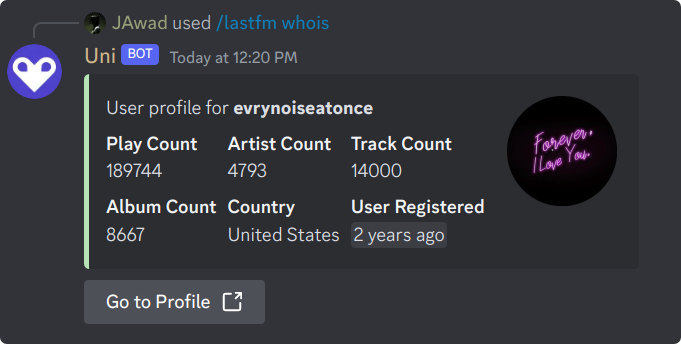 JAwad used /lastfm whois
Uni BOT Today at 12:20 PM
User profile for evrynoiseatonce
Play Count Artist Count Track Count
189744 4793 14000
Album Count Country User Registered
8667 United States 2 years ago
Forever,
I Love You.
Go to Profile